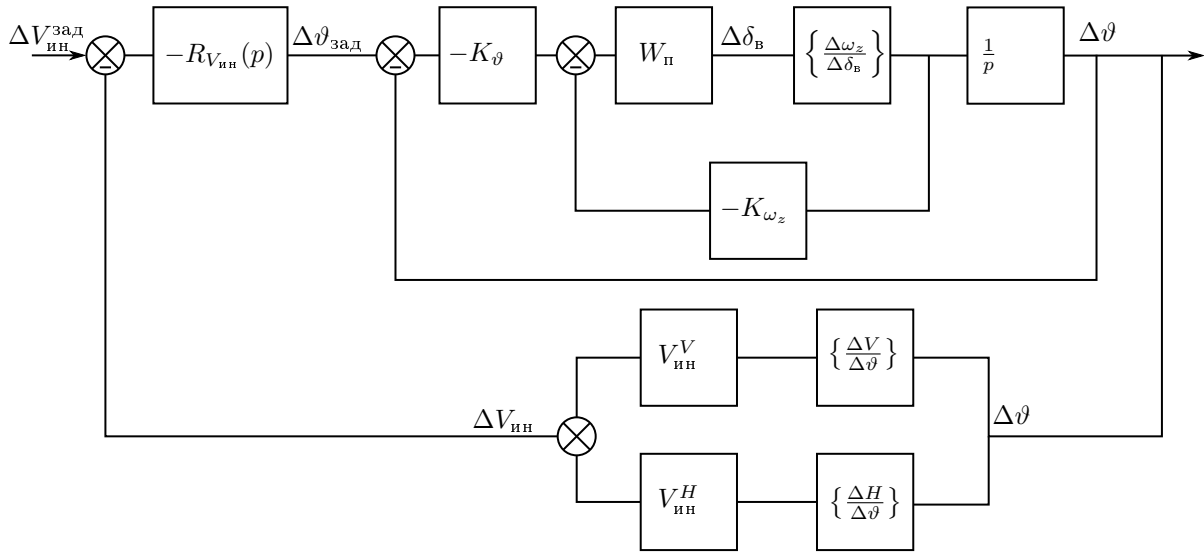 ΔV_ин^зад
−R_{V_ин}(p)
Δϑ_зад
−K_ϑ
W_п
Δδ_в
{Δω_z/Δδ_в}
1/p
Δϑ
−K_{ω_z}
V_ин^V
{ΔV/Δϑ}
ΔV_ин
Δϑ
V_ин^H
{ΔH/Δϑ}